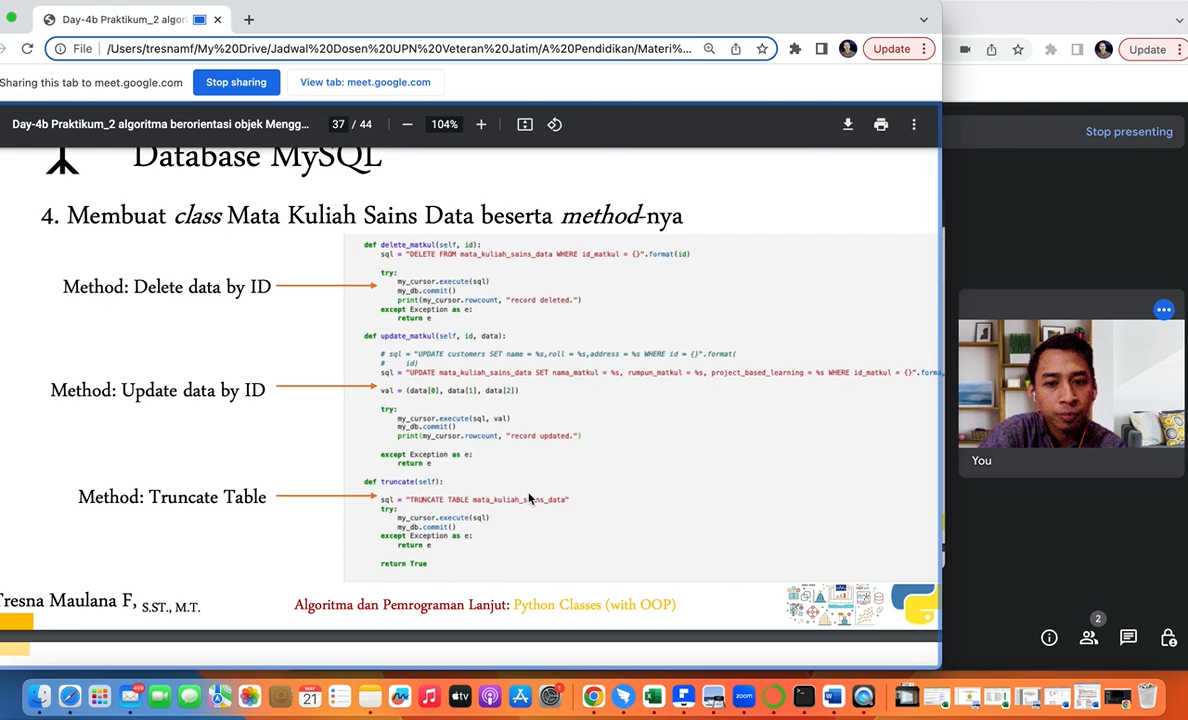 Day-4b Praktikum_2 algori
File
/Users/tresnamf/My%20Drive/Jadwal%20Dosen%20UPN%20Veteran%20Jatim/A%20Pendidikan/Materi%...
Update
Update
Sharing this tab to meet.google.com
Stop sharing
View tab: meet.google.com
Day-4b Praktikum_2 algoritma berorientasi objek Mengg...
37 / 44
104%
Stop presenting
Database MySQL
4. Membuat class Mata Kuliah Sains Data beserta method-nya
def delete_matkul(self, id):
sql = "DELETE FROM mata_kuliah_sains_data WHERE id_matkul = {}".format(id)
try:
my_cursor.execute(sql)
my_db.commit()
print(my_cursor.rowcount, "record deleted.")
except Exception as e:
return e
Method: Delete data by ID
def update_matkul(self, id, data):
# sql = "UPDATE customers SET name = %s,roll = %s,address = %s WHERE id = {}".format(
# id)
sql = "UPDATE mata_kuliah_sains_data SET nama_matkul = %s, rumpun_matkul = %s, project_based_learning = %s WHERE id_matkul = {}".forma
val = (data[0], data[1], data[2])
try:
my_cursor.execute(sql, val)
my_db.commit()
print(my_cursor.rowcount, "record updated.")
except Exception as e:
return e
Method: Update data by ID
def truncate(self):
sql = "TRUNCATE TABLE mata_kuliah_sains_data"
try:
my_cursor.execute(sql)
my_db.commit()
except Exception as e:
return e
return True
Method: Truncate Table
Tresna Maulana F, S.ST., M.T.
Algoritma dan Pemrograman Lanjut: Python Classes (with OOP)
You
2
499
MAY
21
tv
zoom
W